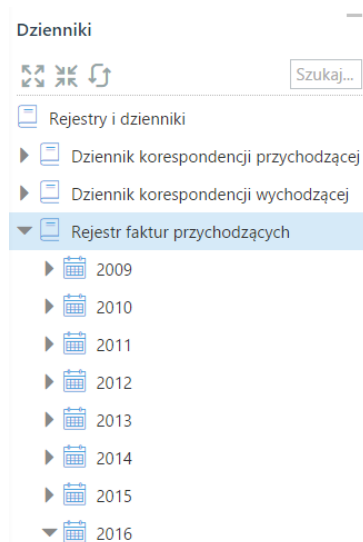 Dzienniki
Szukaj...
Rejestry i dzienniki
Dziennik korespondencji przychodzącej
Dziennik korespondencji wychodzącej
Rejestr faktur przychodzących
2009
2010
2011
2012
2013
2014
2015
2016